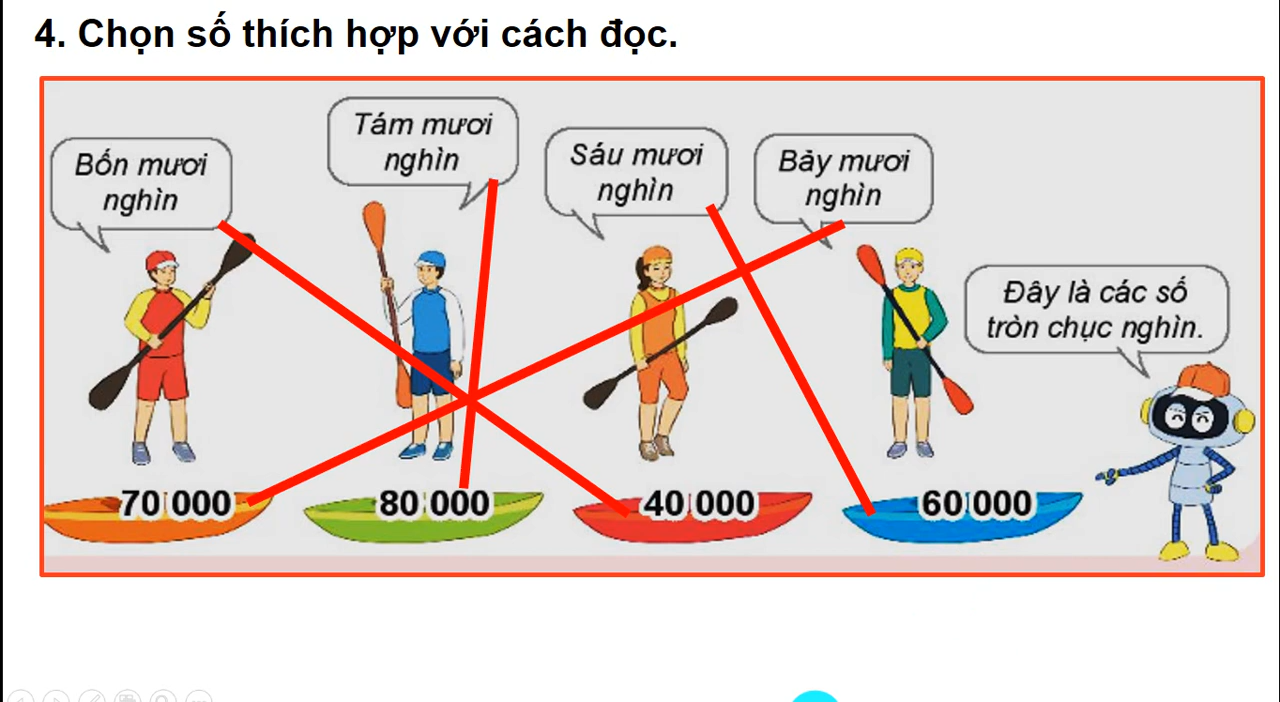 4. Chọn số thích hợp với cách đọc.
Bốn mươi
nghìn
Tám mươi
nghìn
Sáu mươi
nghìn
Bảy mươi
nghìn
Đây là các số
tròn chục nghìn.
70 000
80 000
40 000
60 000